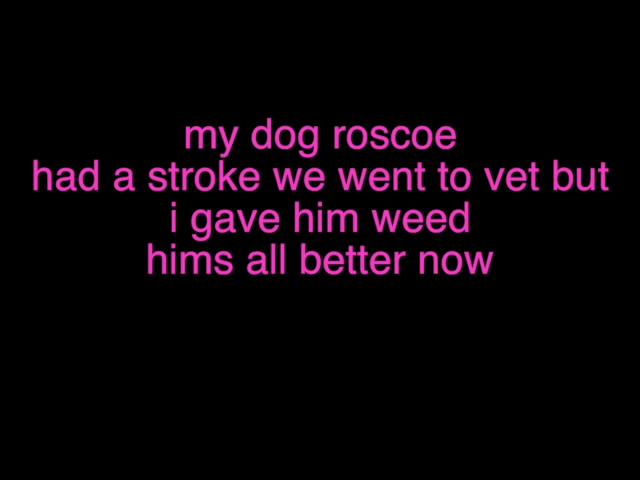 my dog roscoe
had a stroke we went to vet but
i gave him weed
hims all better now